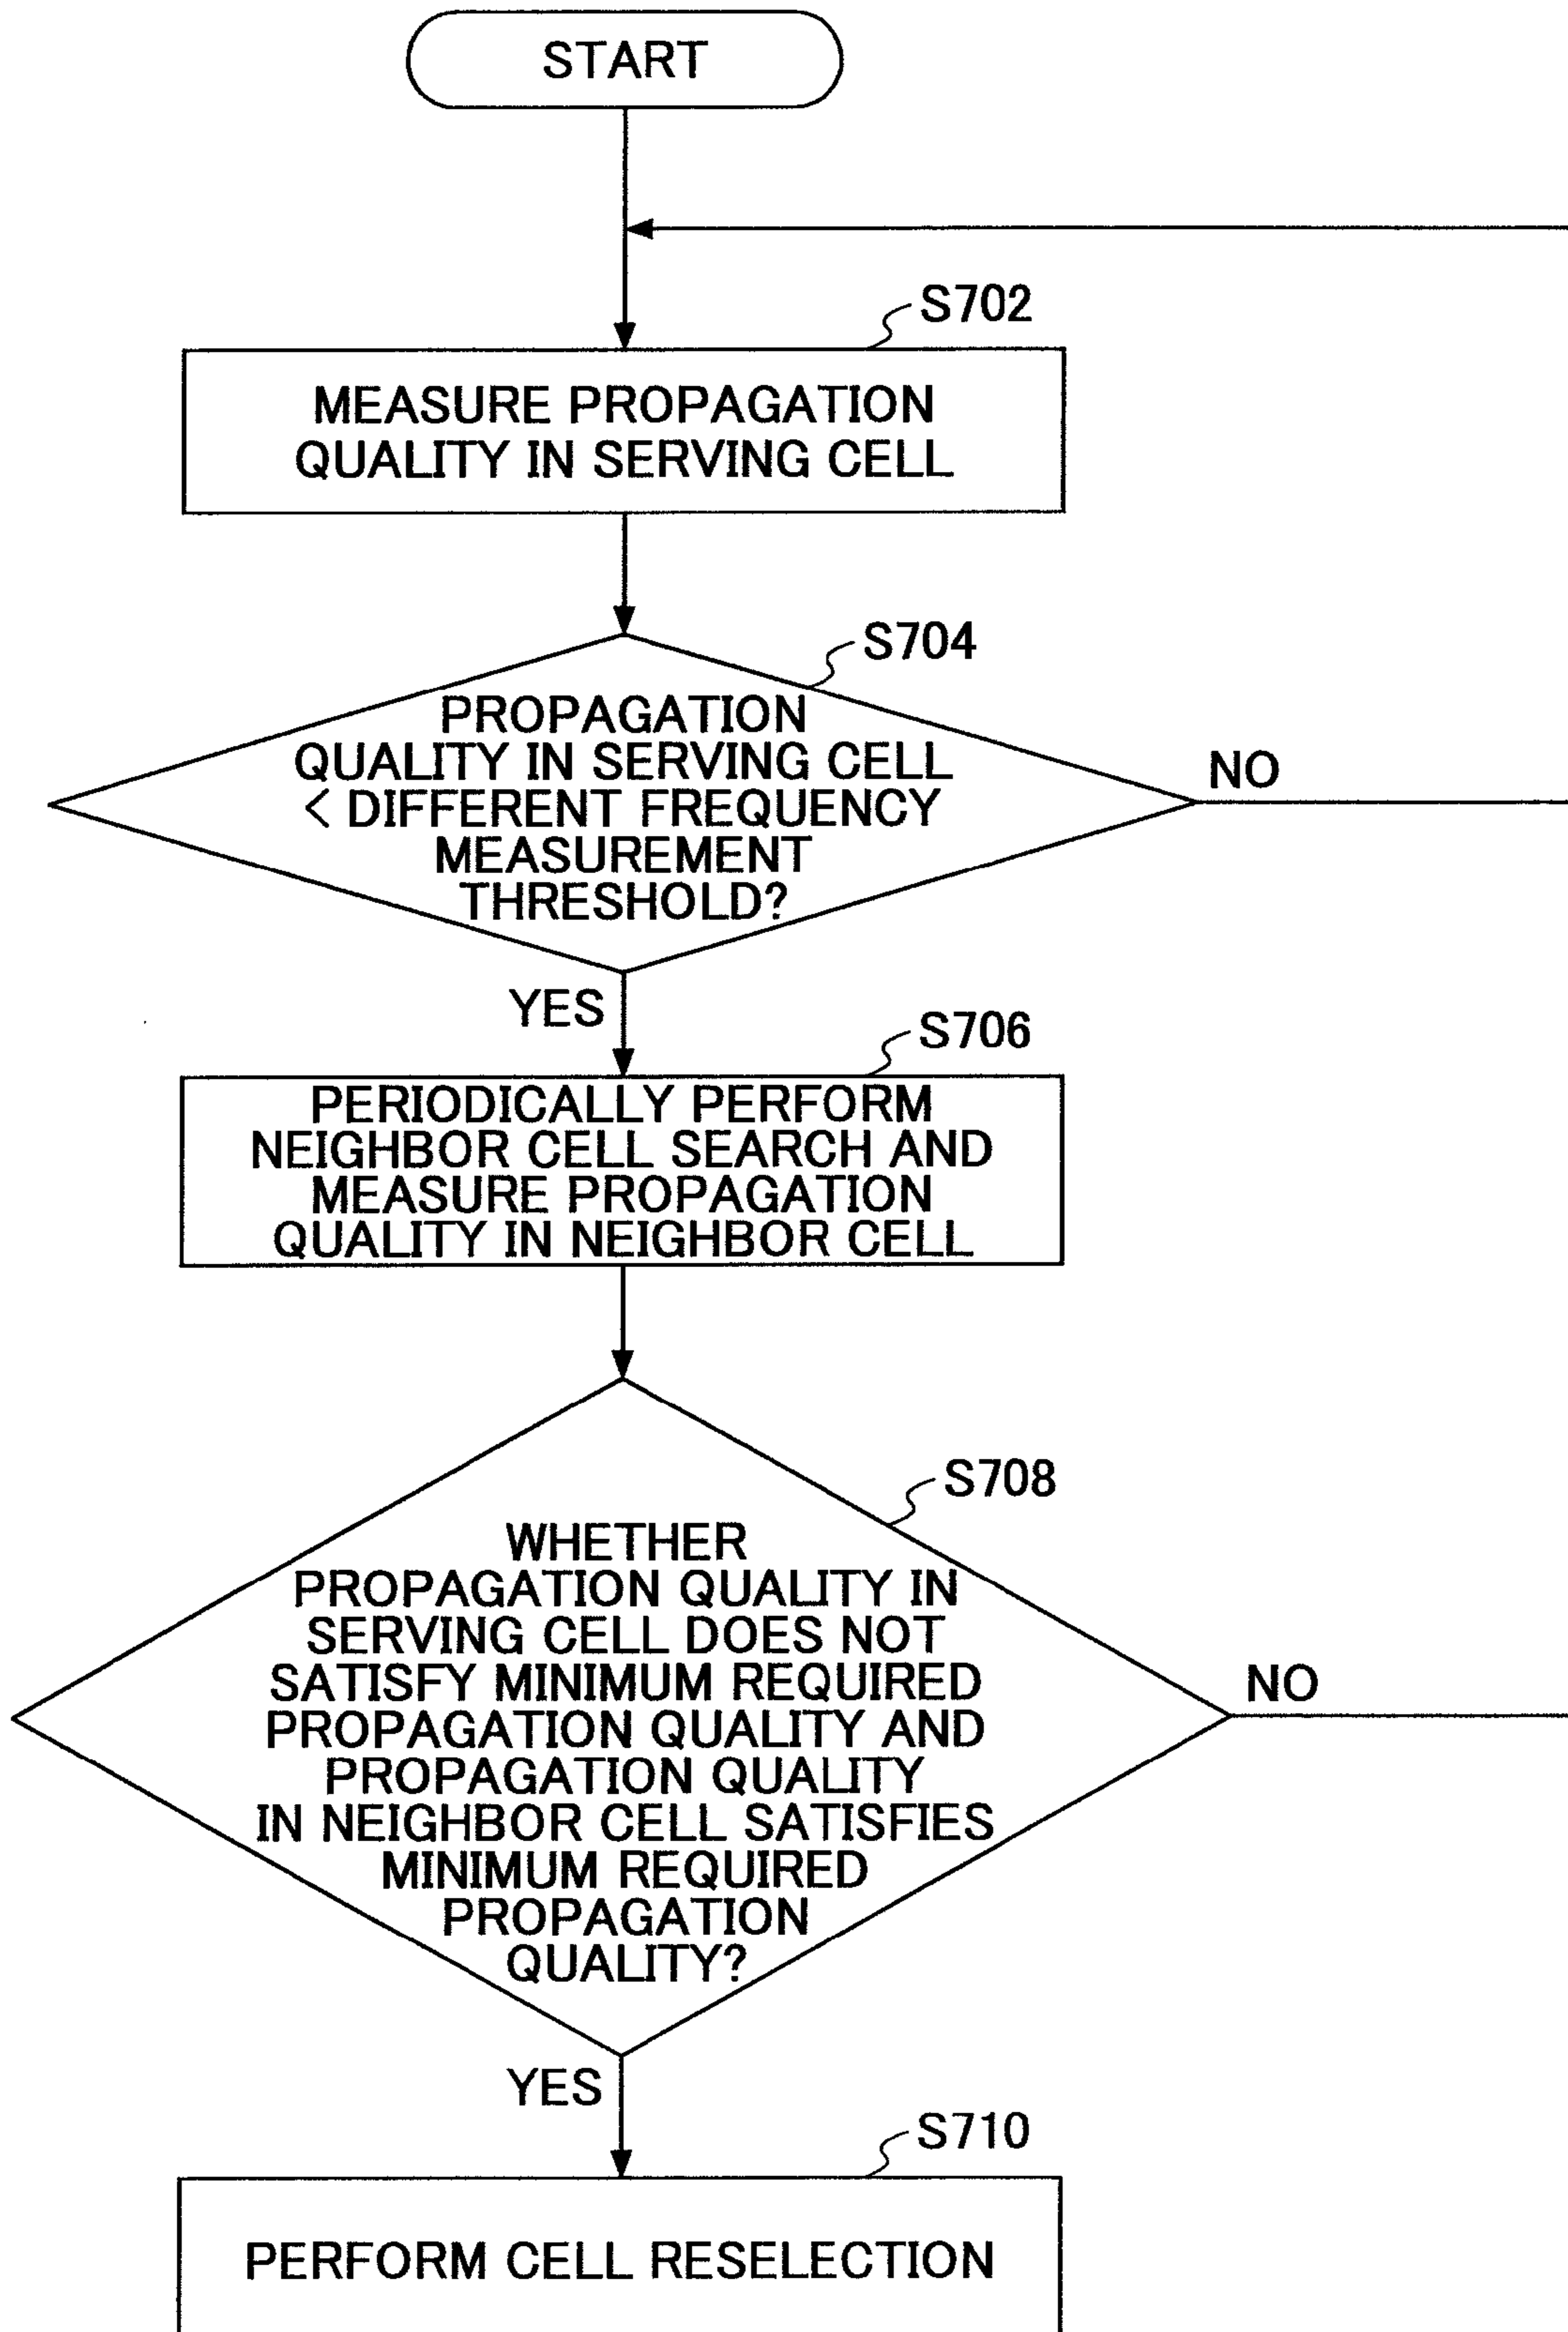 START
S702
MEASURE PROPAGATION
QUALITY IN SERVING CELL
S704
PROPAGATION
QUALITY IN SERVING CELL
< DIFFERENT FREQUENCY
MEASUREMENT
THRESHOLD?
NO
YES
S706
PERIODICALLY PERFORM
NEIGHBOR CELL SEARCH AND
MEASURE PROPAGATION
QUALITY IN NEIGHBOR CELL
S708
WHETHER
PROPAGATION QUALITY IN
SERVING CELL DOES NOT
SATISFY MINIMUM REQUIRED
PROPAGATION QUALITY AND
PROPAGATION QUALITY
IN NEIGHBOR CELL SATISFIES
MINIMUM REQUIRED
PROPAGATION
QUALITY?
NO
YES
S710
PERFORM CELL RESELECTION